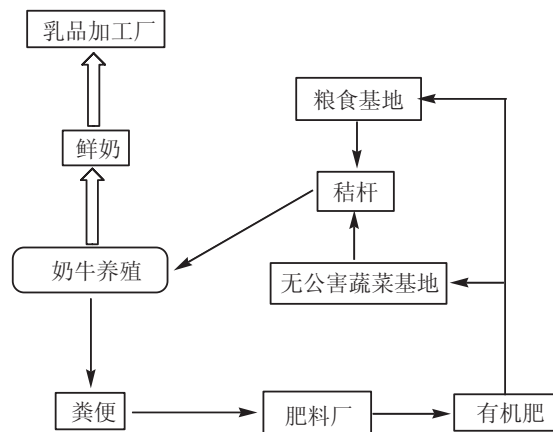 乳品加工厂
粮食基地
鲜奶
秸杆
奶牛养殖
无公害蔬菜基地
粪便
肥料厂
有机肥